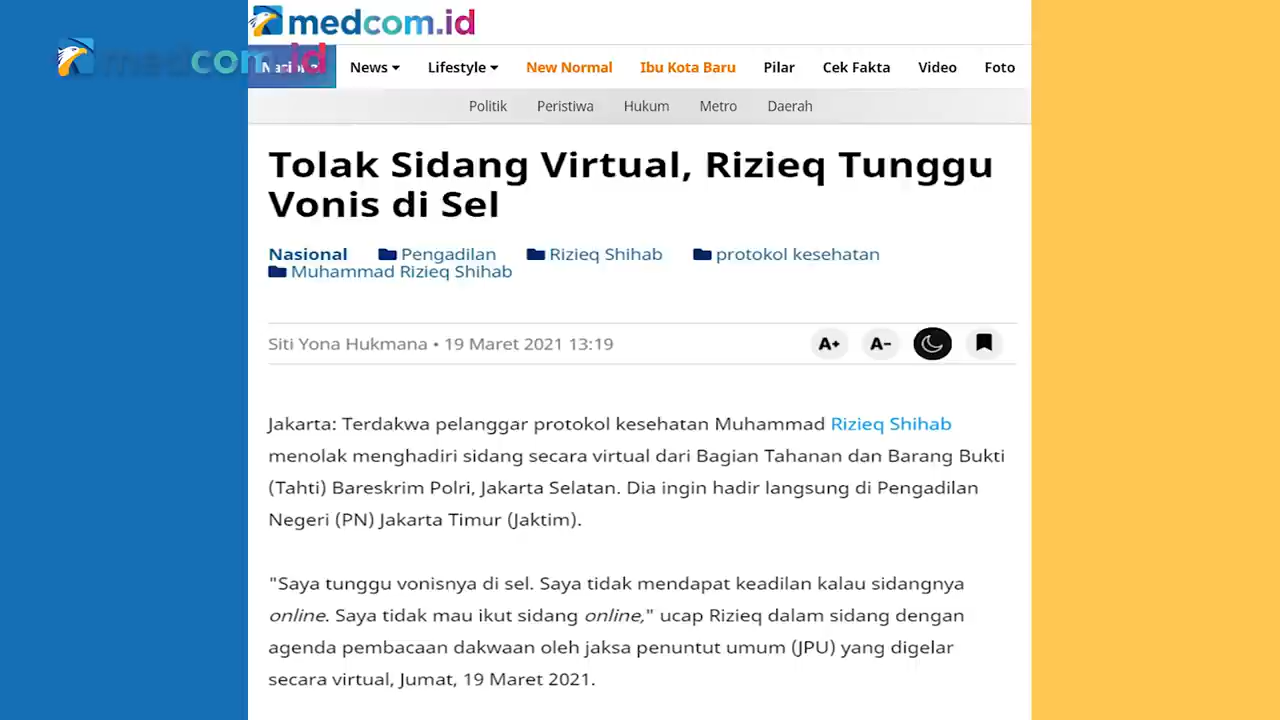 medcom.id
medcom.id
Nasional News Lifestyle New Normal Ibu Kota Baru Pilar Cek Fakta Video Foto
Politik Peristiwa Hukum Metro Daerah
Tolak Sidang Virtual, Rizieq Tunggu
Vonis di Sel
Nasional Pengadilan Rizieq Shihab protokol kesehatan
Muhammad Rizieq Shihab
Siti Yona Hukmana • 19 Maret 2021 13:19 A+ A-
Jakarta: Terdakwa pelanggar protokol kesehatan Muhammad Rizieq Shihab
menolak menghadiri sidang secara virtual dari Bagian Tahanan dan Barang Bukti
(Tahti) Bareskrim Polri, Jakarta Selatan. Dia ingin hadir langsung di Pengadilan
Negeri (PN) Jakarta Timur (Jaktim).
"Saya tunggu vonisnya di sel. Saya tidak mendapat keadilan kalau sidangnya
online. Saya tidak mau ikut sidang online," ucap Rizieq dalam sidang dengan
agenda pembacaan dakwaan oleh jaksa penuntut umum (JPU) yang digelar
secara virtual, Jumat, 19 Maret 2021.